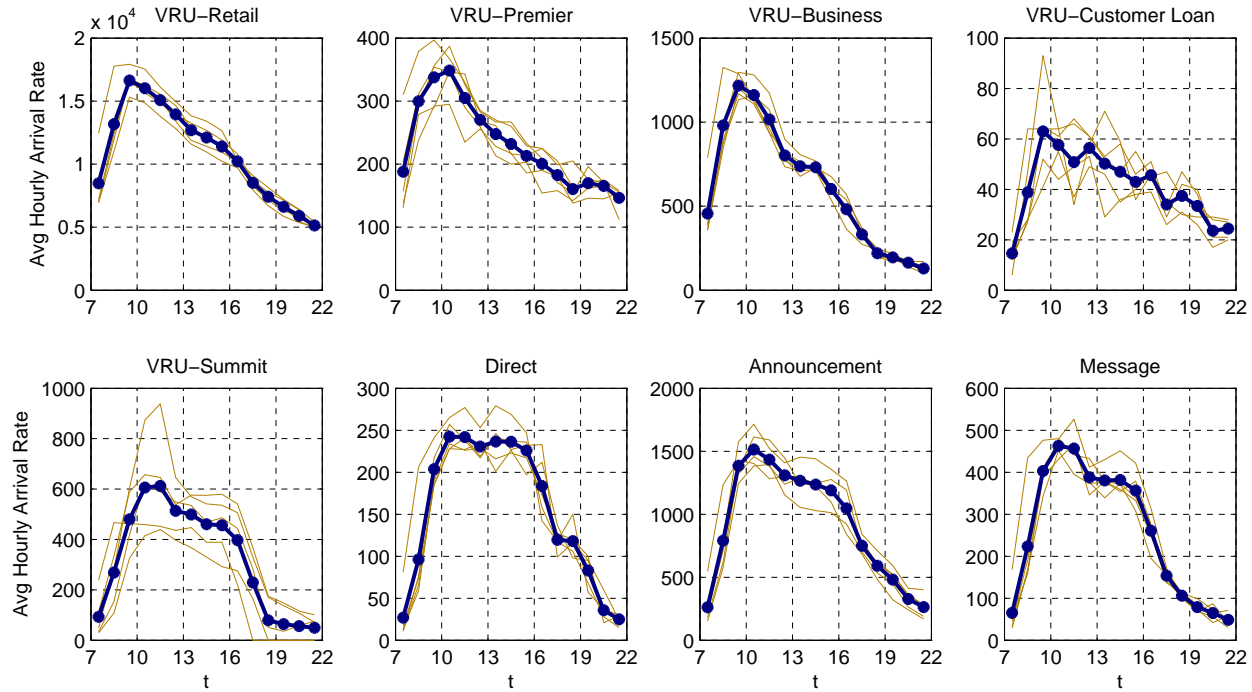 VRU−Retail
x 10^4
Avg Hourly Arrival Rate
2
1.5
1
0.5
0
7 10 13 16 19 22
VRU−Premier
400
300
200
100
0
7 10 13 16 19 22
VRU−Business
1500
1000
500
0
7 10 13 16 19 22
VRU−Customer Loan
100
80
60
40
20
0
7 10 13 16 19 22
VRU−Summit
Avg Hourly Arrival Rate
1000
800
600
400
200
0
7 10 13 16 19 22
t
Direct
300
250
200
150
100
50
0
7 10 13 16 19 22
t
Announcement
2000
1500
1000
500
0
7 10 13 16 19 22
t
Message
600
500
400
300
200
100
0
7 10 13 16 19 22
t